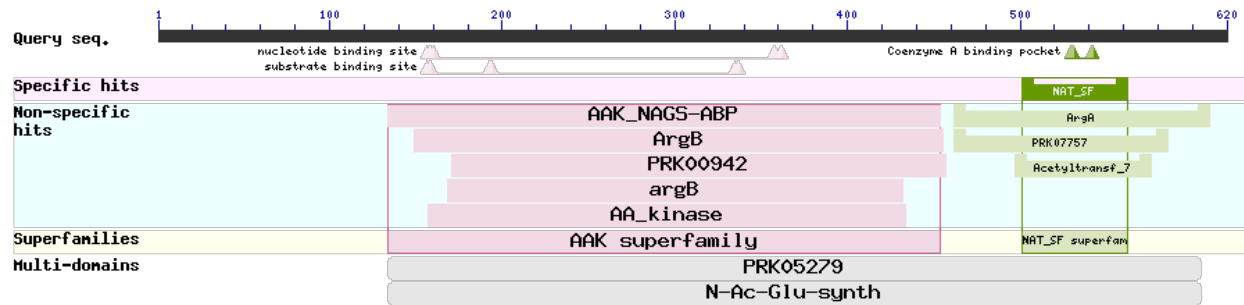 1 100 200 300 400 500 620
Query seq.
nucleotide binding site
Coenzyme A binding pocket
substrate binding site
Specific hits
NAT_SF
Non-specific
hits
AAK_NAGS-ABP
ArgA
ArgB
PRK07757
PRK00942
Acetyltransf_7
argB
AA_kinase
Superfamilies
AAK superfamily
NAT_SF superfam
Multi-domains
PRK05279
N-Ac-Glu-synth